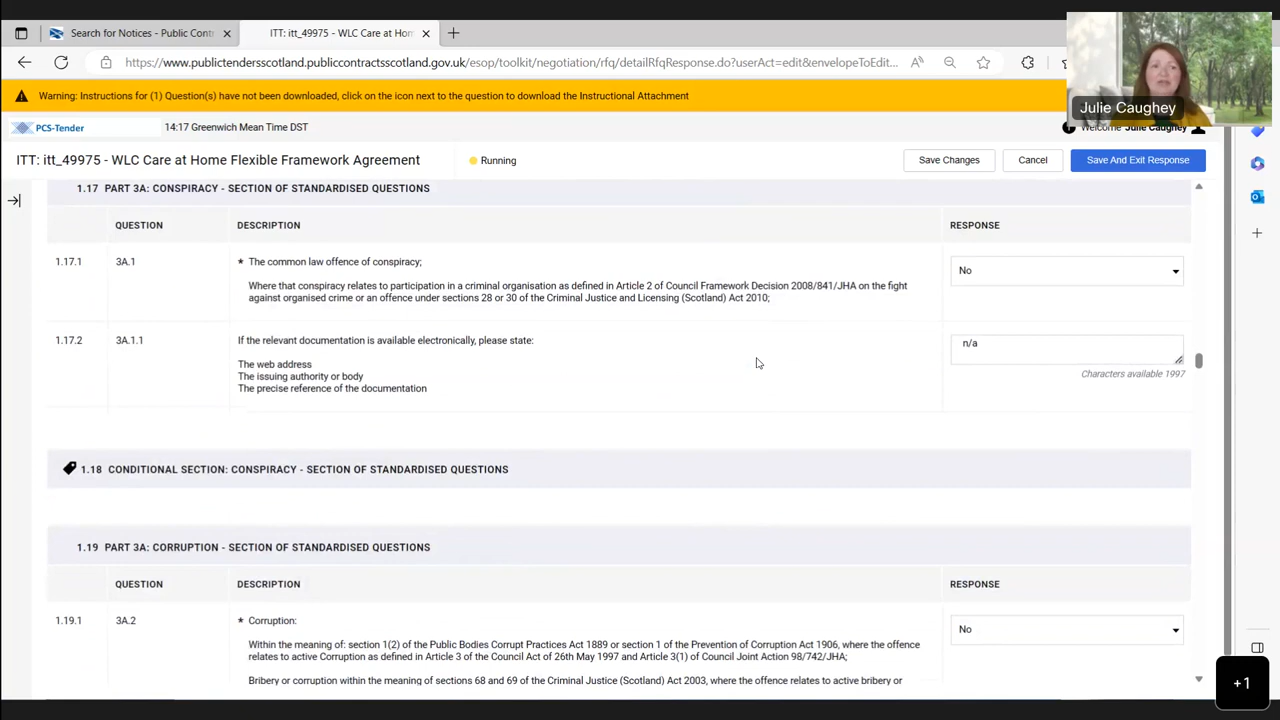 Search for Notices - Public Contr
ITT: itt_49975 - WLC Care at Hom
https://www.publictendersscotland.publiccontractsscotland.gov.uk/esop/toolkit/negotiation/rfq/detailRfqResponse.do?userAct=edit&envelopeToEdit...
Julie Caughey
Warning: Instructions for (1) Question(s) have not been downloaded, click on the icon next to the question to download the Instructional Attachment
PCS-Tender
14:17 Greenwich Mean Time DST
Welcome Julie Caughey
ITT: itt_49975 - WLC Care at Home Flexible Framework Agreement
Running
Save Changes
Cancel
Save And Exit Response
1.17 PART 3A: CONSPIRACY - SECTION OF STANDARDISED QUESTIONS
QUESTION DESCRIPTION RESPONSE
1.17.1 3A.1 * The common law offence of conspiracy; No
Where that conspiracy relates to participation in a criminal organisation as defined in Article 2 of Council Framework Decision 2008/841/JHA on the fight
against organised crime or an offence under sections 28 or 30 of the Criminal Justice and Licensing (Scotland) Act 2010;
1.17.2 3A.1.1 If the relevant documentation is available electronically, please state: n/a
The web address
The issuing authority or body
The precise reference of the documentation
Characters available 1997
1.18 CONDITIONAL SECTION: CONSPIRACY - SECTION OF STANDARDISED QUESTIONS
1.19 PART 3A: CORRUPTION - SECTION OF STANDARDISED QUESTIONS
QUESTION DESCRIPTION RESPONSE
1.19.1 3A.2 * Corruption: No
Within the meaning of: section 1(2) of the Public Bodies Corrupt Practices Act 1889 or section 1 of the Prevention of Corruption Act 1906, where the offence
relates to active Corruption as defined in Article 3 of the Council Act of 26th May 1997 and Article 3(1) of Council Joint Action 98/742/JHA;
Bribery or corruption within the meaning of sections 68 and 69 of the Criminal Justice (Scotland) Act 2003, where the offence relates to active bribery or
+1